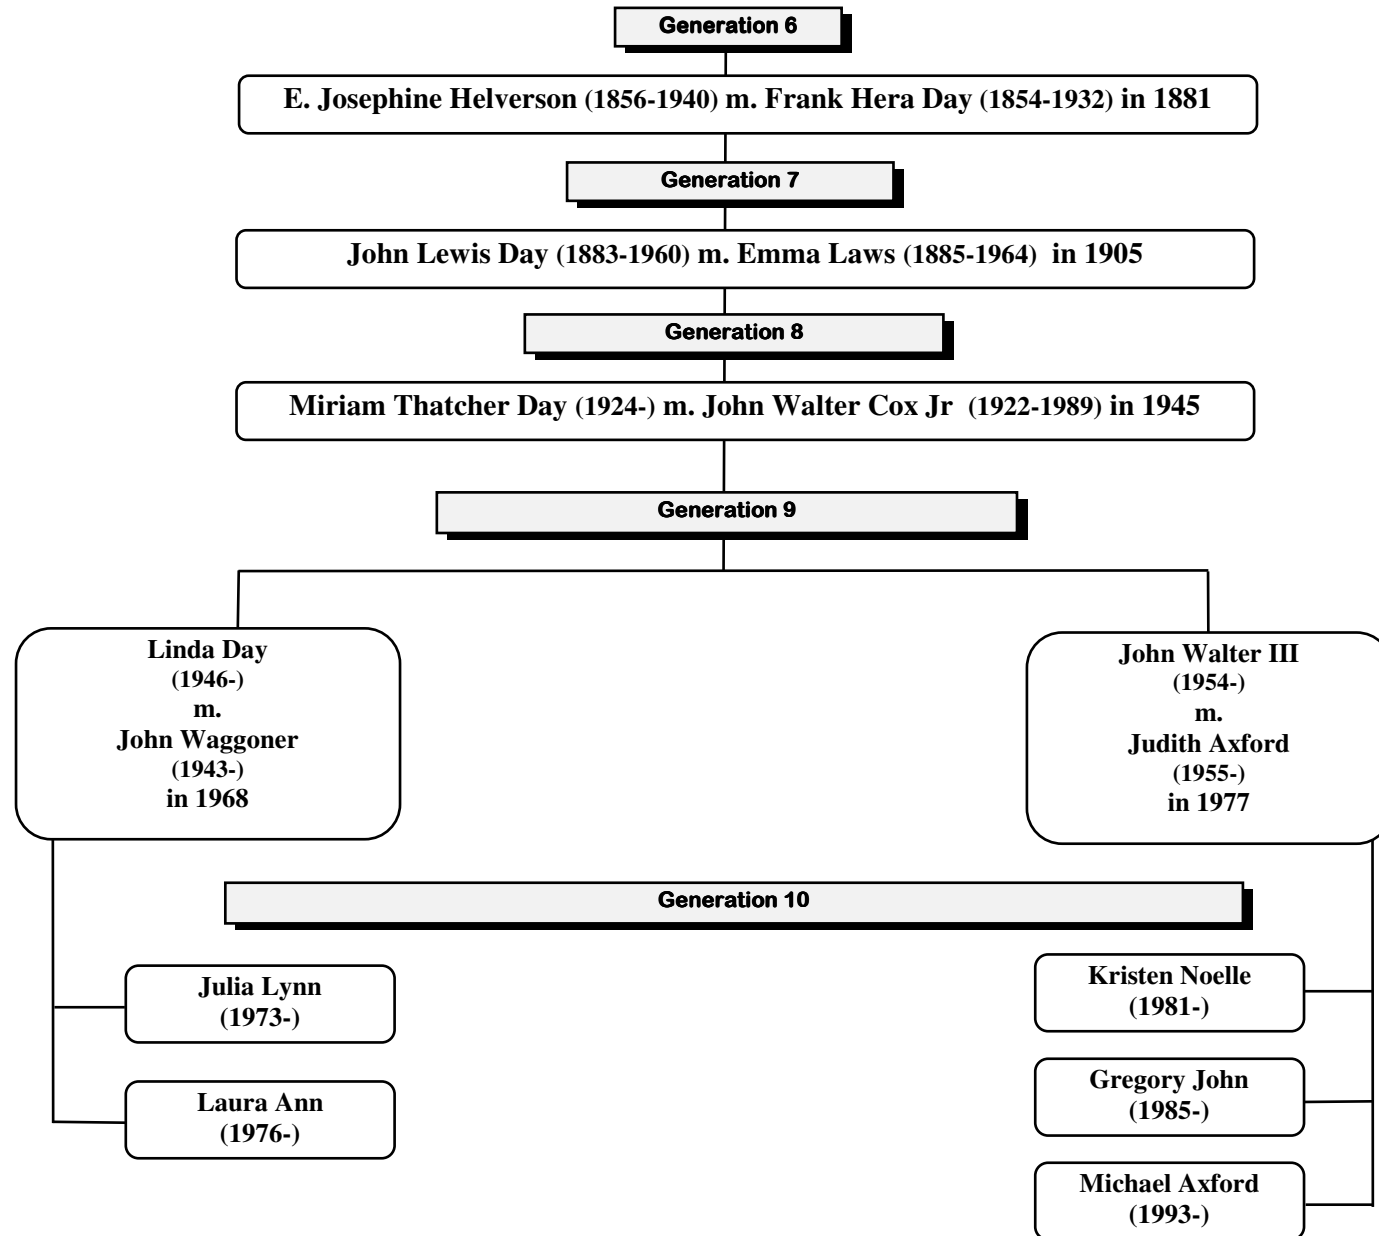 Generation 6
E. Josephine Helverson (1856-1940) m. Frank Hera Day (1854-1932) in 1881
Generation 7
John Lewis Day (1883-1960) m. Emma Laws (1885-1964) in 1905
Generation 8
Miriam Thatcher Day (1924-) m. John Walter Cox Jr (1922-1989) in 1945
Generation 9
Linda Day
(1946-)
m.
John Waggoner
(1943-)
in 1968
John Walter III
(1954-)
m.
Judith Axford
(1955-)
in 1977
Generation 10
Julia Lynn
(1973-)
Laura Ann
(1976-)
Kristen Noelle
(1981-)
Gregory John
(1985-)
Michael Axford
(1993-)